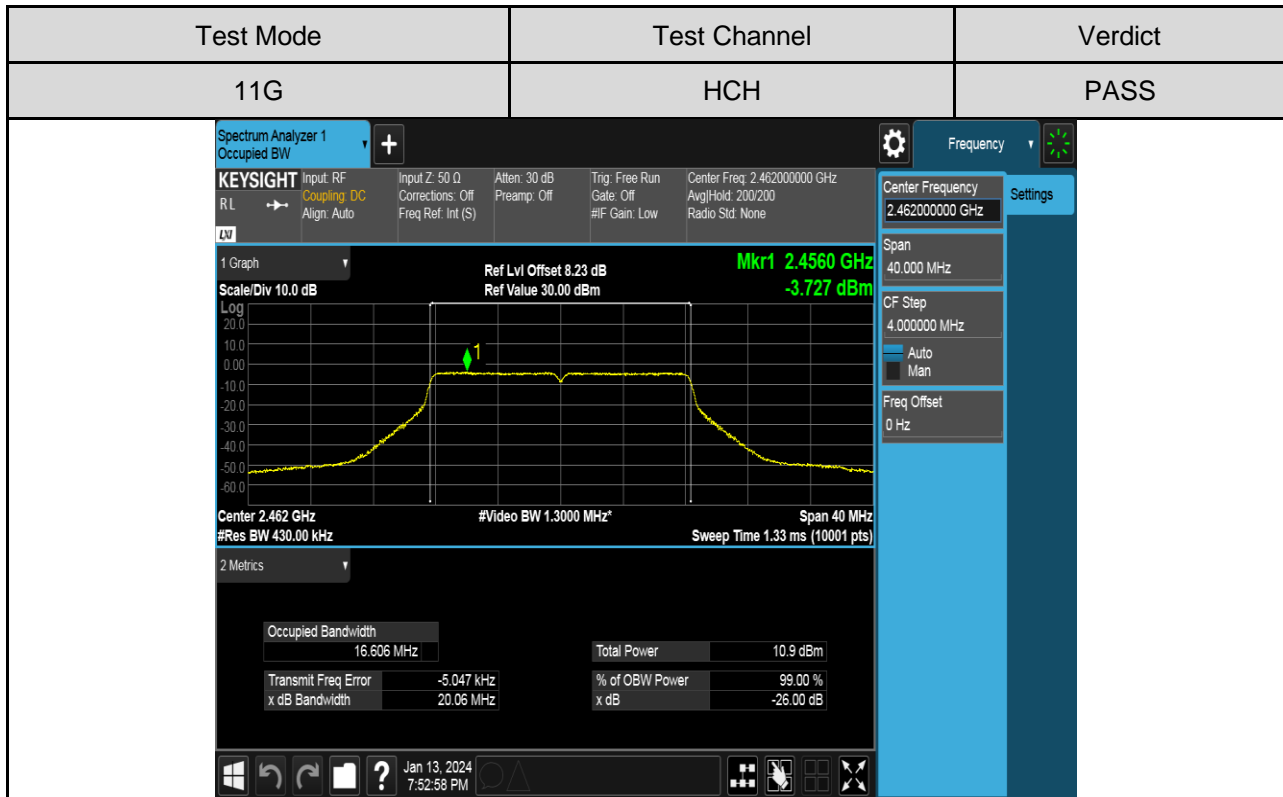 Test Mode Test Channel Verdict
11G HCH PASS
Spectrum Analyzer 1
Occupied BW
+
Frequency
KEYSIGHT
RL
LXI
Input: RF
Coupling: DC
Align: Auto
Input Z: 50 Ω
Corrections: Off
Freq Ref: Int (S)
Atten: 30 dB
Preamp: Off
Trig: Free Run
Gate: Off
#IF Gain: Low
Center Freq: 2.462000000 GHz
Avg|Hold: 200/200
Radio Std: None
Center Frequency
2.462000000 GHz
Settings
Span
40.000 MHz
CF Step
4.000000 MHz
Auto
Man
Freq Offset
0 Hz
1 Graph
Scale/Div 10.0 dB
Ref Lvl Offset 8.23 dB
Ref Value 30.00 dBm
Mkr1 2.4560 GHz
-3.727 dBm
Log
20.0
10.0
0.00
-10.0
-20.0
-30.0
-40.0
-50.0
-60.0
1
Center 2.462 GHz #Video BW 1.3000 MHz* Span 40 MHz
#Res BW 430.00 kHz Sweep Time 1.33 ms (10001 pts)
2 Metrics
Occupied Bandwidth
16.606 MHz
Total Power 10.9 dBm
Transmit Freq Error -5.047 kHz % of OBW Power 99.00 %
x dB Bandwidth 20.06 MHz x dB -26.00 dB
?
Jan 13, 2024
7:52:58 PM